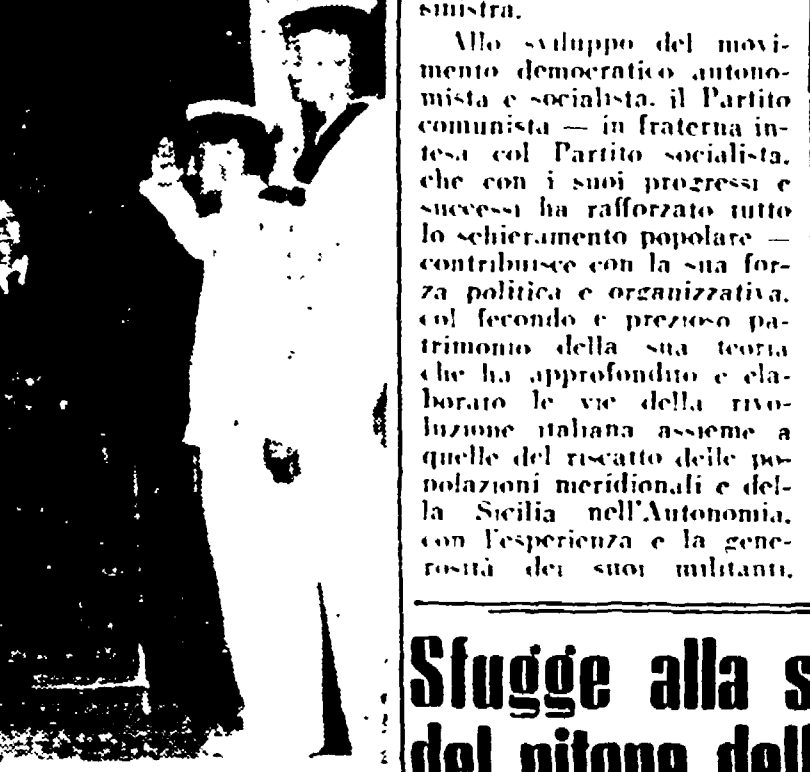 sinistra.
Allo sviluppo del movi-
mento democratico autono-
mista e socialista, il Partito
comunista — in fraterna in-
tesa col Partito socialista,
che con i suoi progressi e
successi ha rafforzato tutto
lo schieramento popolare —
contribuisce con la sua for-
za politica e organizzativa,
col fecondo e prezioso pa-
trimonio della sua teoria
che ha approfondito e ela-
borato le vie della rivo-
luzione italiana assieme a
quelle del riscatto delle po-
polazioni meridionali e del-
la Sicilia nell'Autonomia,
con l'esperienza e la gene-
rosità dei suoi militanti.
Sfugge alla s
del pitone dell